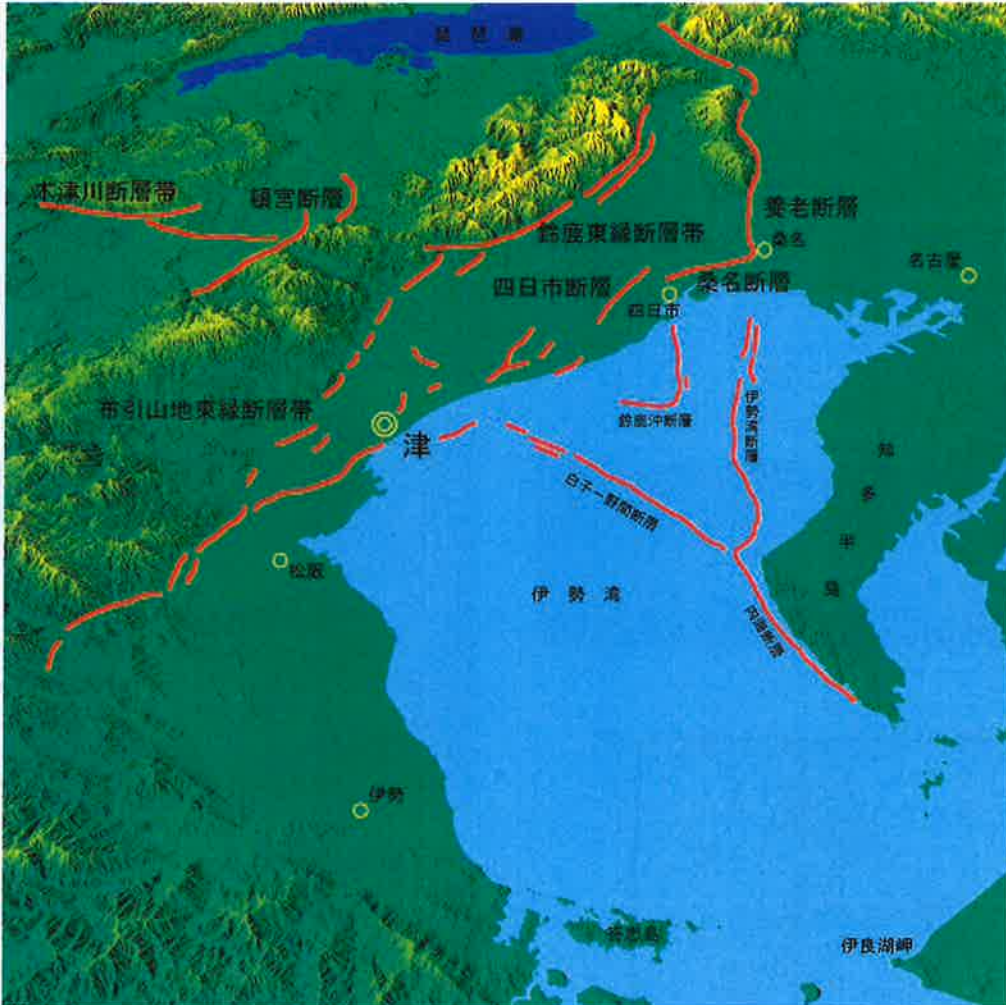 琵琶湖
木津川断層帯
頓宮断層
養老断層
鈴鹿東縁断層帯
桑名
名古屋
四日市断層
桑名断層
四日市
布引山地東縁断層帯
津
鈴鹿沖断層
伊勢湾断層
白子ー野間断層
知多半島
松阪
伊勢湾
内海断層
伊勢
答志島
伊良湖岬